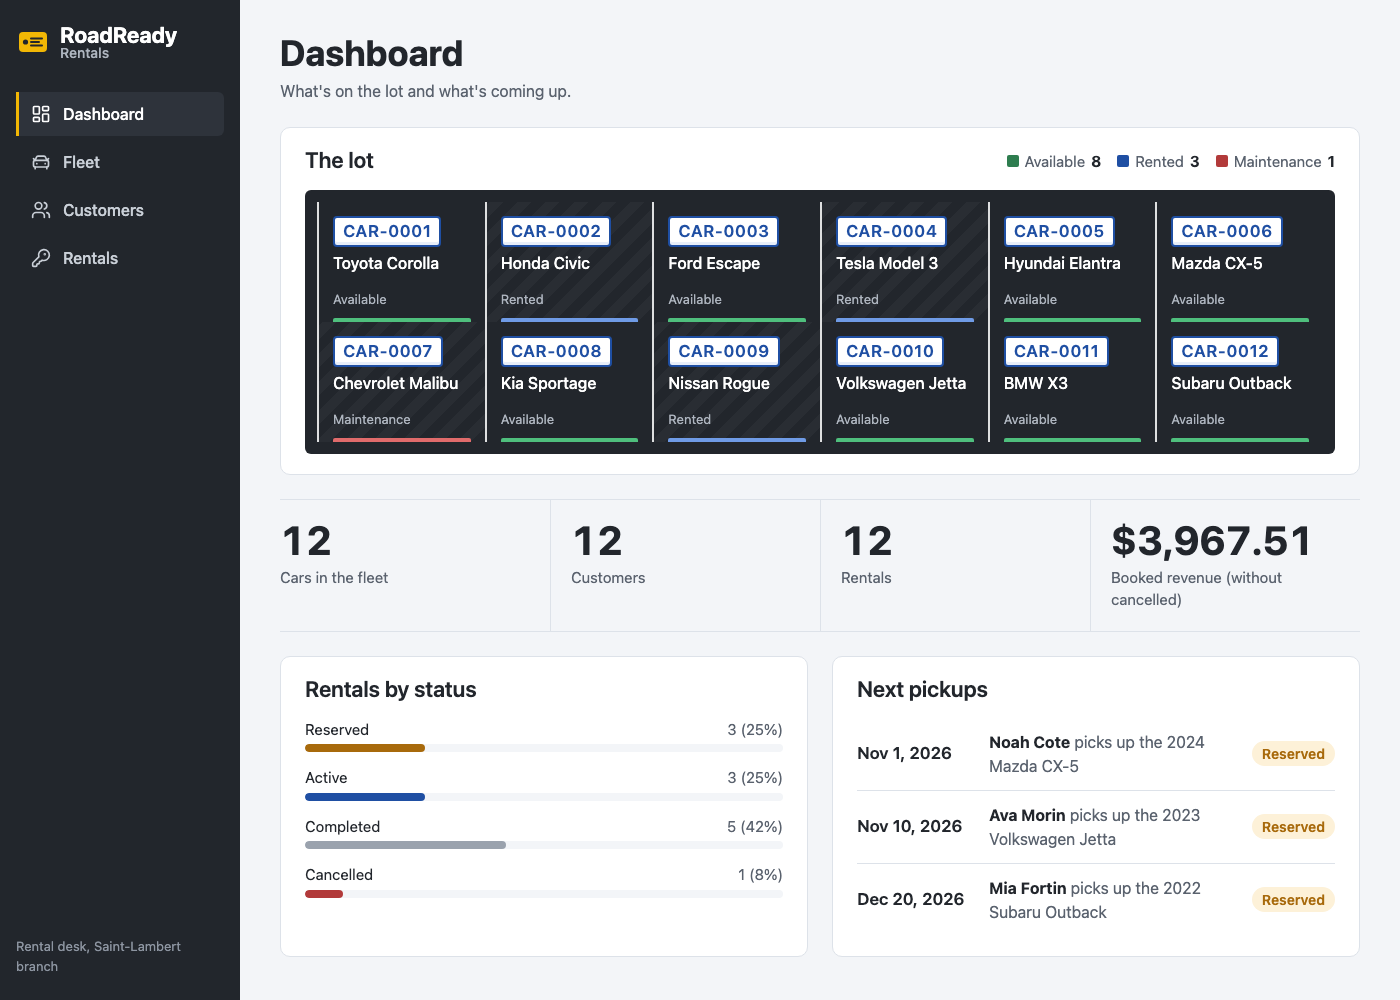 RoadReady
Rentals
Dashboard
Fleet
Customers
Rentals
Rental desk, Saint-Lambert
branch
Dashboard
What's on the lot and what's coming up.
The lot
Available 8 Rented 3 Maintenance 1
CAR-0001
Toyota Corolla
Available
CAR-0002
Honda Civic
Rented
CAR-0003
Ford Escape
Available
CAR-0004
Tesla Model 3
Rented
CAR-0005
Hyundai Elantra
Available
CAR-0006
Mazda CX-5
Available
CAR-0007
Chevrolet Malibu
Maintenance
CAR-0008
Kia Sportage
Available
CAR-0009
Nissan Rogue
Rented
CAR-0010
Volkswagen Jetta
Available
CAR-0011
BMW X3
Available
CAR-0012
Subaru Outback
Available
12
Cars in the fleet
12
Customers
12
Rentals
$3,967.51
Booked revenue (without
cancelled)
Rentals by status
Reserved 3 (25%)
Active 3 (25%)
Completed 5 (42%)
Cancelled 1 (8%)
Next pickups
Nov 1, 2026
Noah Cote picks up the 2024
Mazda CX-5
Reserved
Nov 10, 2026
Ava Morin picks up the 2023
Volkswagen Jetta
Reserved
Dec 20, 2026
Mia Fortin picks up the 2022
Subaru Outback
Reserved